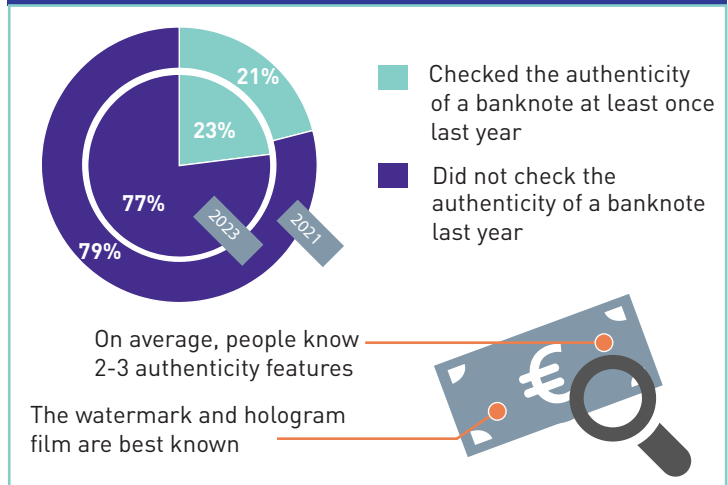 21%
23%
77%
79%
2023
2021
Checked the authenticity
of a banknote at least once
last year
Did not check the
authenticity of a banknote
last year
On average, people know
2-3 authenticity features
The watermark and hologram
film are best known
€